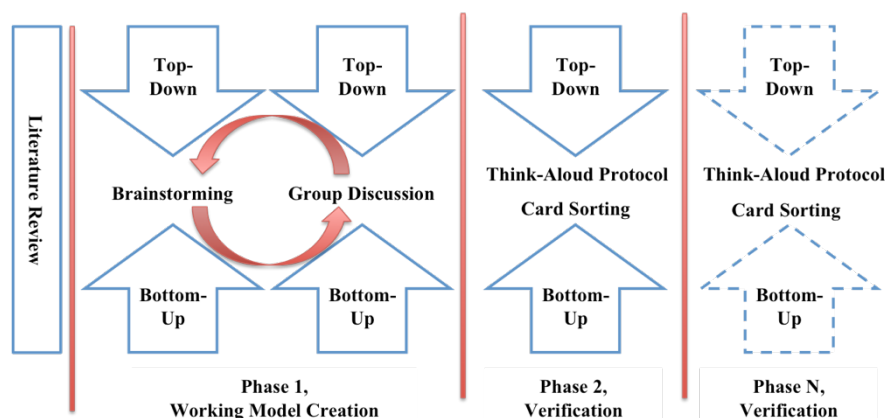 Literature Review
Top-
Down
Top-
Down
Brainstorming
Group Discussion
Bottom-
Up
Bottom-
Up
Phase 1,
Working Model Creation
Top-
Down
Think-Aloud Protocol
Card Sorting
Bottom-
Up
Phase 2,
Verification
Top-
Down
Think-Aloud Protocol
Card Sorting
Bottom-
Up
Phase N,
Verification